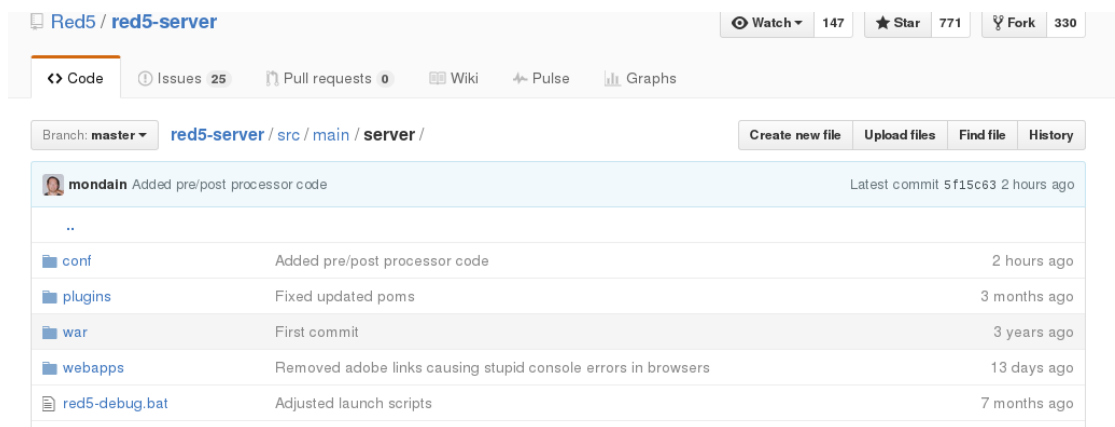 Red5 / red5-server Watch 147 Star 771 Fork 330
Code Issues 25 Pull requests 0 Wiki Pulse Graphs
Branch: master red5-server / src / main / server / Create new file Upload files Find file History
mondain Added pre/post processor code Latest commit 5f15c63 2 hours ago
..
conf Added pre/post processor code 2 hours ago
plugins Fixed updated poms 3 months ago
war First commit 3 years ago
webapps Removed adobe links causing stupid console errors in browsers 13 days ago
red5-debug.bat Adjusted launch scripts 7 months ago